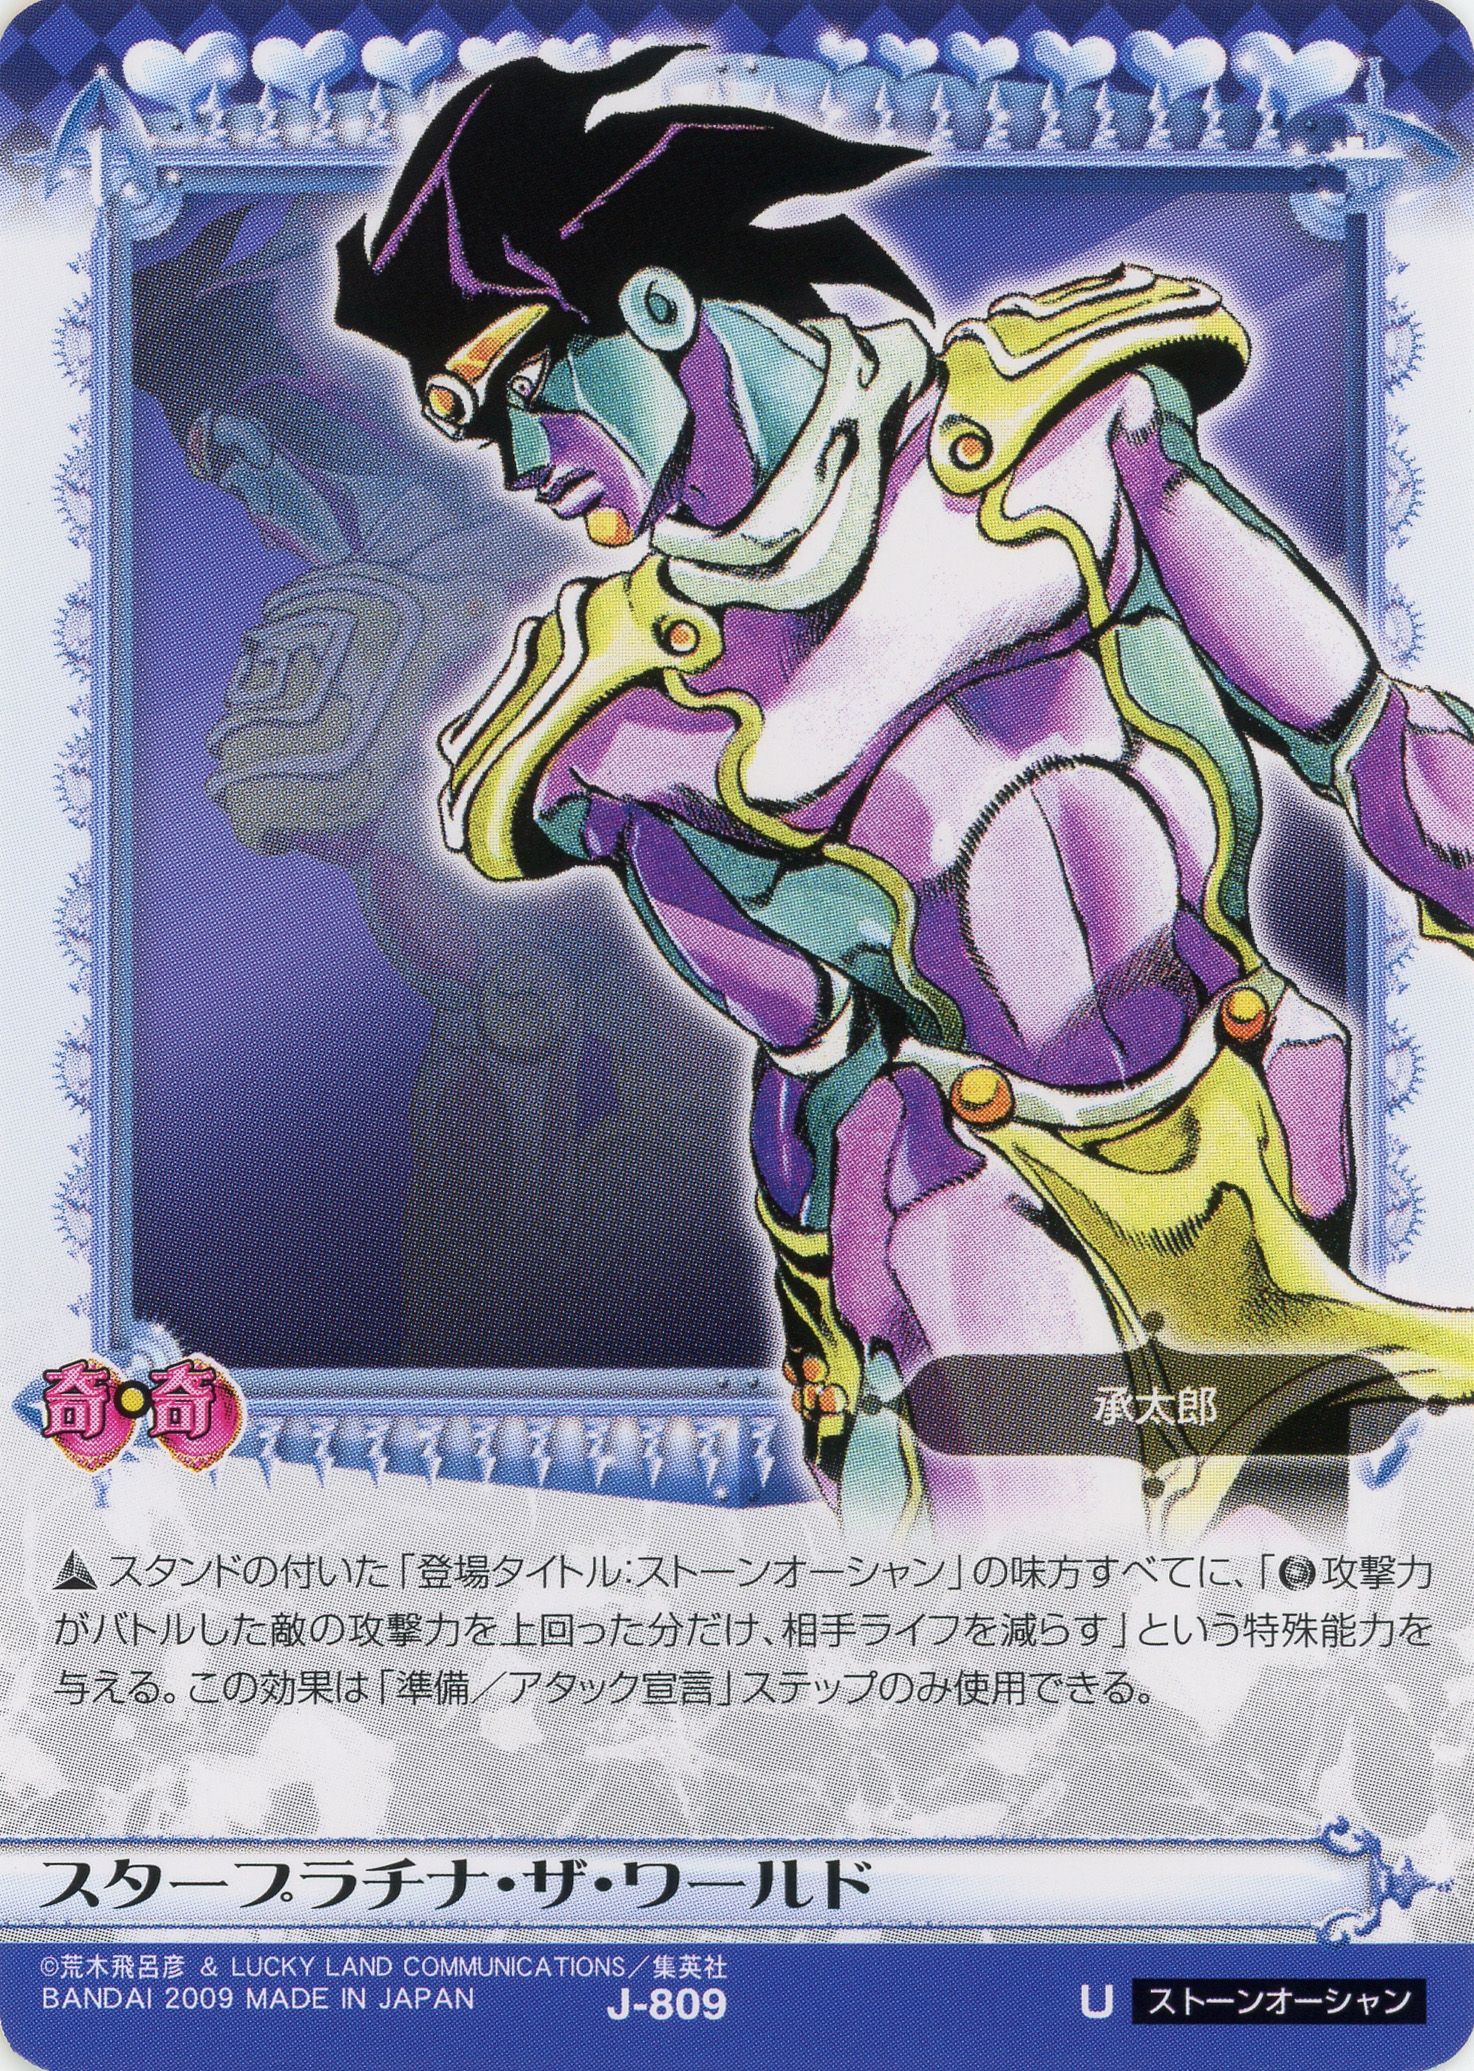 奇・奇
承太郎
スタンドの付いた「登場タイトル:ストーンオーシャン」の味方すべてに、「攻撃力
がバトルした敵の攻撃力を上回った分だけ、相手ライフを減らす」という特殊能力を
与える。この効果は「準備／アタック宣言」ステップのみ使用できる。
スタープラチナ・ザ・ワールド
©荒木飛呂彦 & LUCKY LAND COMMUNICATIONS／集英社
BANDAI 2009 MADE IN JAPAN
J-809
U ストーンオーシャン